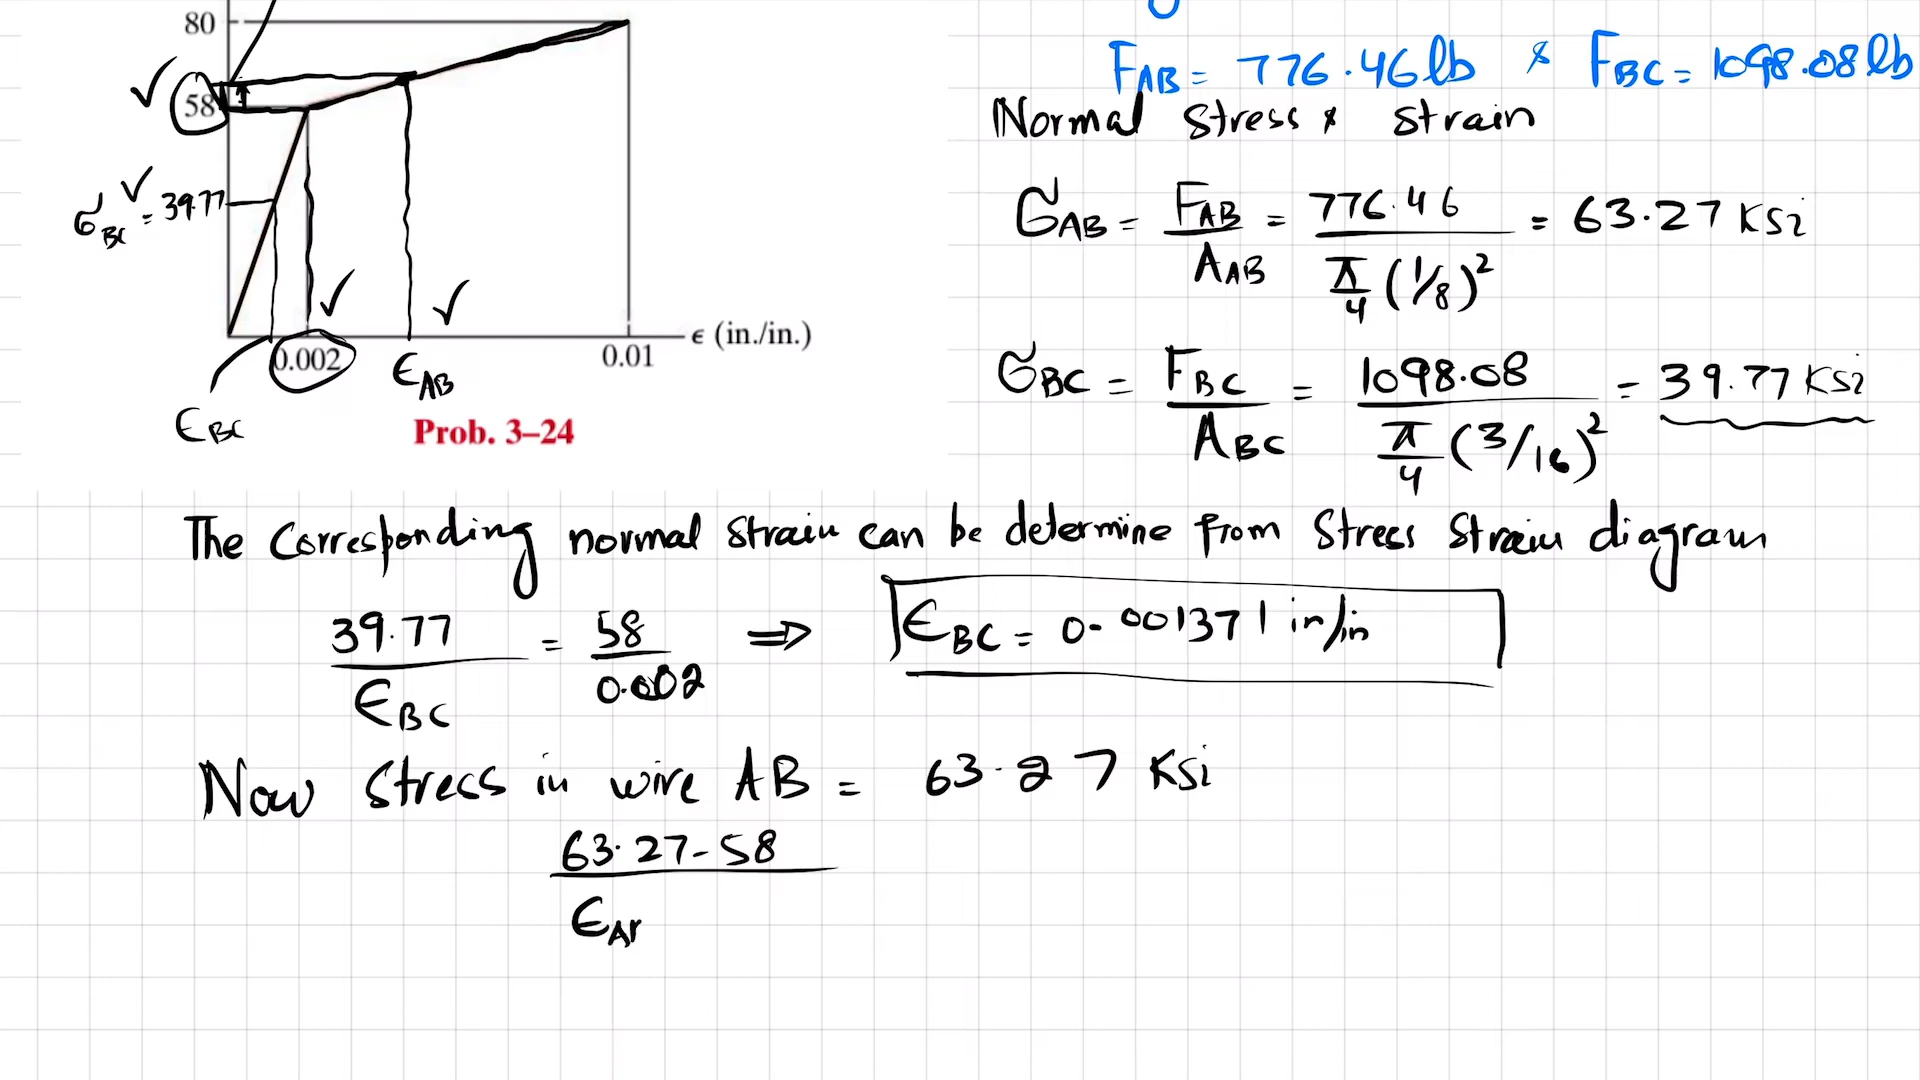 80
58
σBC = 39.77
0.002
0.01
ϵ (in./in.)
ϵBC
ϵAB
Prob. 3–24
FAB = 776.46 lb & FBC = 1098.08 lb
Normal Stress & Strain
σAB = FAB / AAB = 776.46 / π/4 (1/8)² = 63.27 Ksi
σBC = FBC / ABC = 1098.08 / π/4 (3/16)² = 39.77 Ksi
The Corresponding normal Strain can be determine from Stress Strain diagram
39.77 / ϵBC = 58 / 0.002 ⇒ ϵBC = 0.001371 in/in
Now Stress in wire AB = 63.27 Ksi
63.27-58